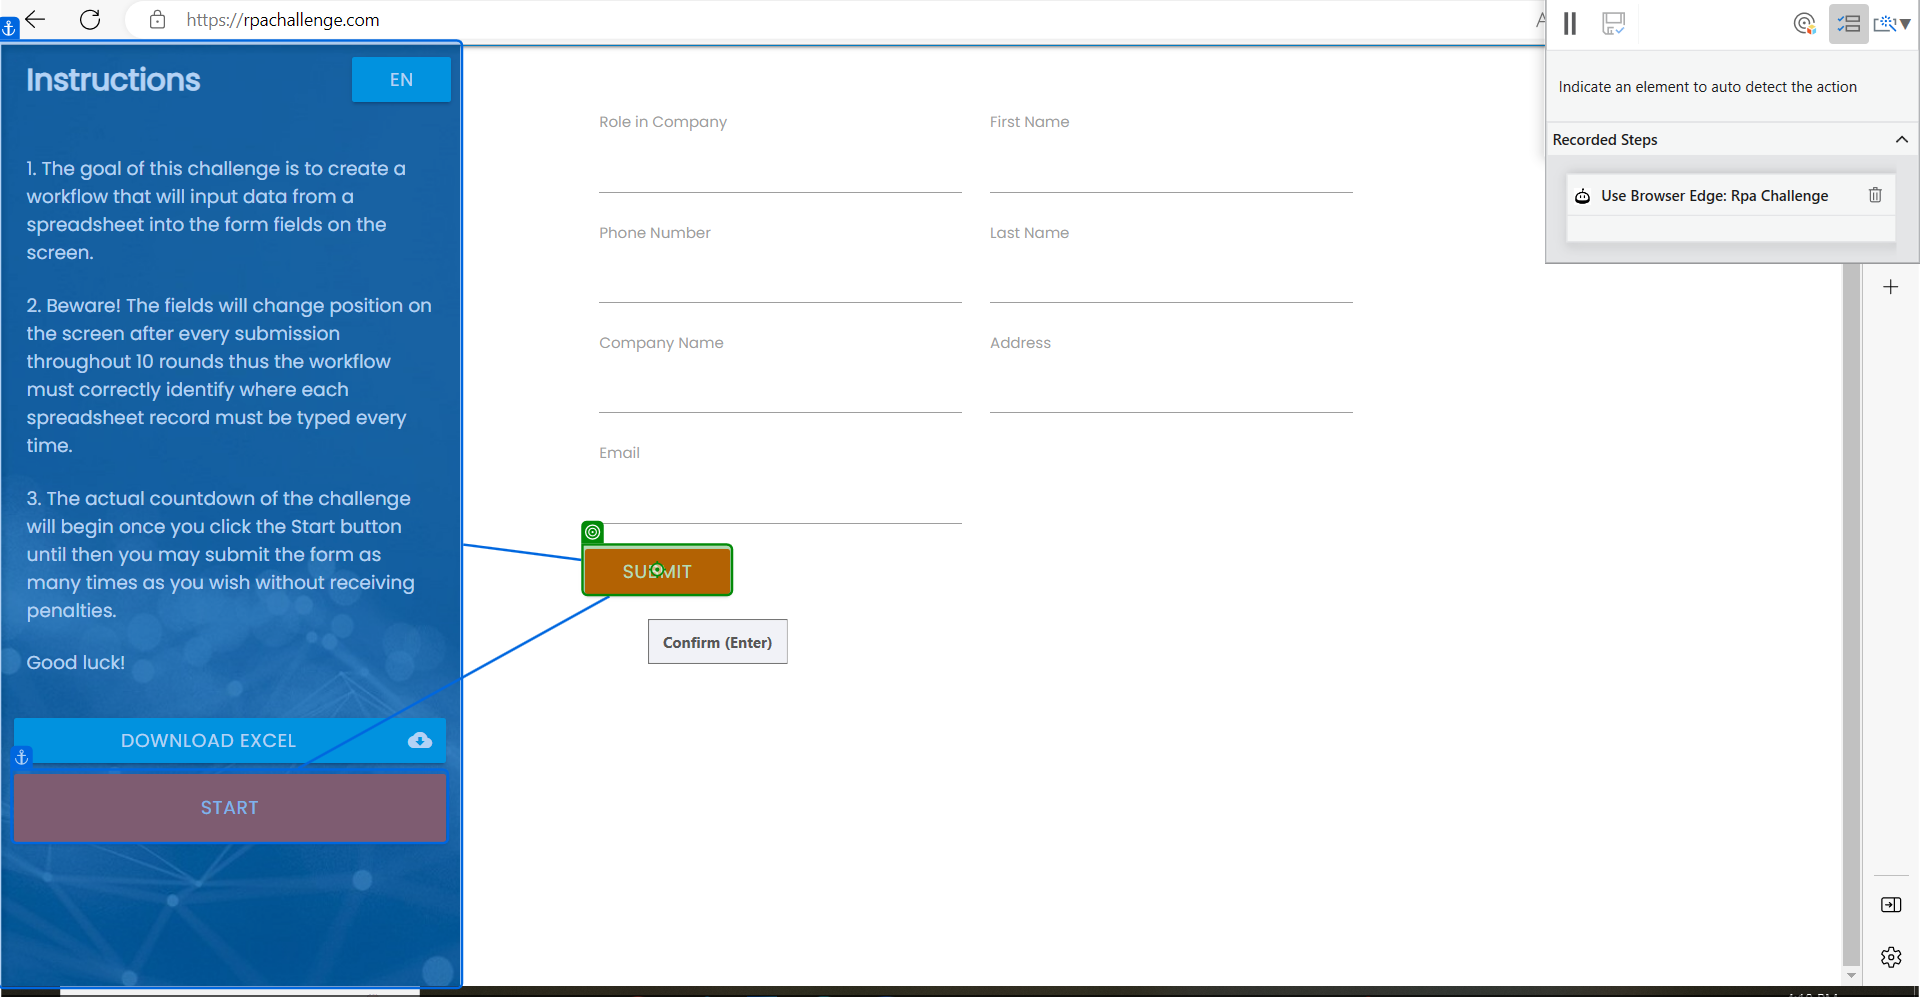 https://rpachallenge.com
Indicate an element to auto detect the action
Recorded Steps
Use Browser Edge: Rpa Challenge
Instructions
EN
1. The goal of this challenge is to create a
workflow that will input data from a
spreadsheet into the form fields on the
screen.
2. Beware! The fields will change position on
the screen after every submission
throughout 10 rounds thus the workflow
must correctly identify where each
spreadsheet record must be typed every
time.
3. The actual countdown of the challenge
will begin once you click the Start button
until then you may submit the form as
many times as you wish without receiving
penalties.
Good luck!
DOWNLOAD EXCEL
START
Role in Company
First Name
Phone Number
Last Name
Company Name
Address
Email
SUBMIT
Confirm (Enter)